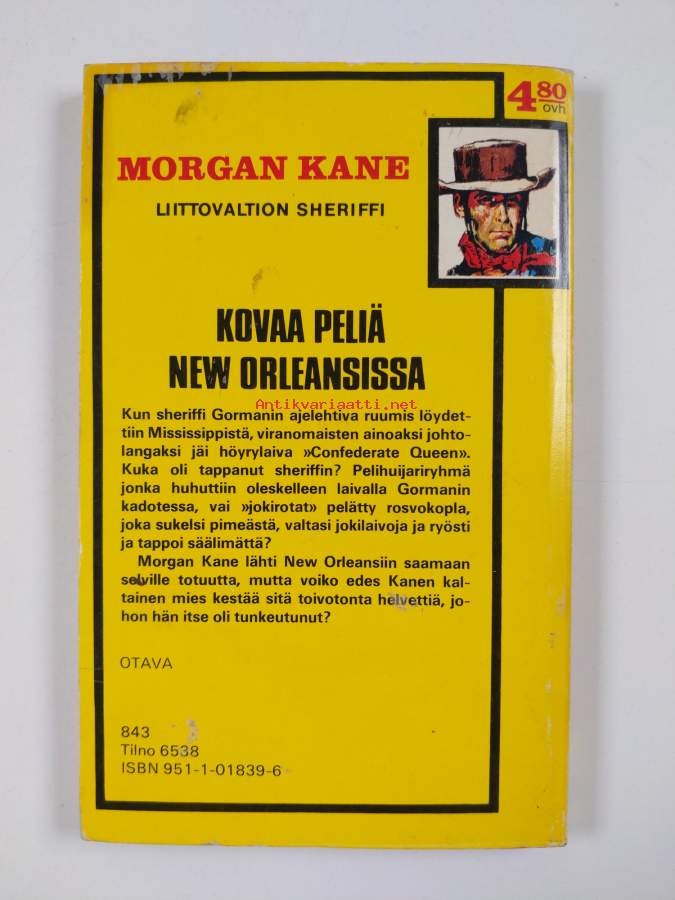 4 80
ovh
MORGAN KANE
LIITTOVALTION SHERIFFI
KOVAA PELIÄ
NEW ORLEANSISSA
Antikvariaatti.net
Kun sheriffi Gormanin ajelehtiva ruumis löydet-
tiin Mississippistä, viranomaisten ainoaksi johto-
langaksi jäi höyrylaiva »Confederate Queen».
Kuka oli tappanut sheriffin? Pelihuijariryhmä
jonka huhuttiin oleskelleen laivalla Gormanin
kadotessa, vai »jokirotat» pelätty rosvokopla,
joka sukelsi pimeästä, valtasi jokilaivoja ja ryösti
ja tappoi säälimättä?
Morgan Kane lähti New Orleansiin saamaan
selville totuutta, mutta voiko edes Kanen kal-
tainen mies kestää sitä toivotonta helvettiä, jo-
hon hän itse oli tunkeutunut?
OTAVA
843
Tilno 6538
ISBN 951-1-01839-6